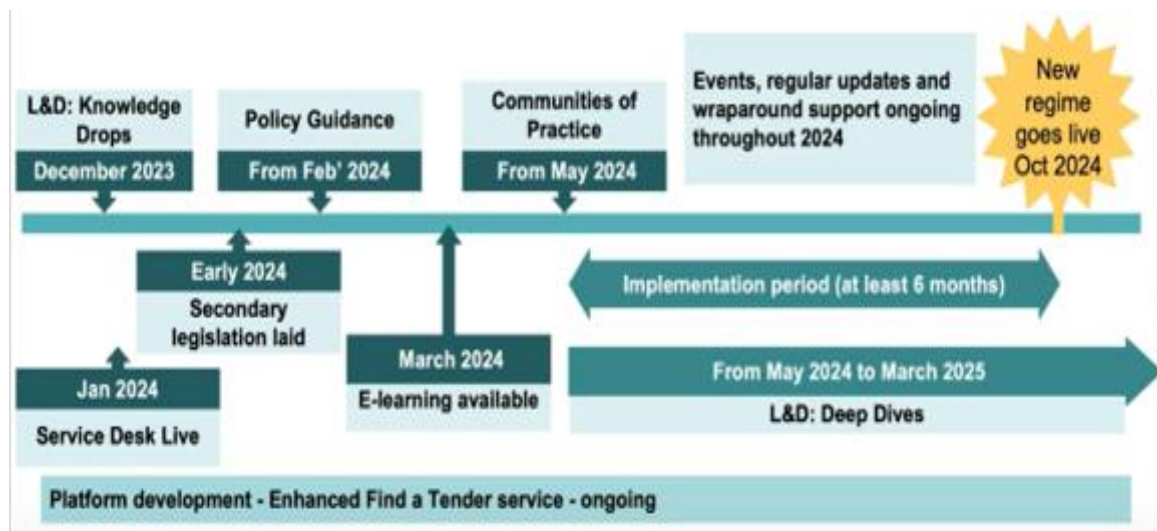 L&D: Knowledge
Drops
December 2023
Policy Guidance
From Feb’ 2024
Communities of
Practice
From May 2024
Events, regular updates and
wraparound support ongoing
throughout 2024
New
regime
goes live
Oct 2024
Early 2024
Secondary
legislation laid
Jan 2024
Service Desk Live
March 2024
E-learning available
Implementation period (at least 6 months)
From May 2024 to March 2025
L&D: Deep Dives
Platform development - Enhanced Find a Tender service - ongoing